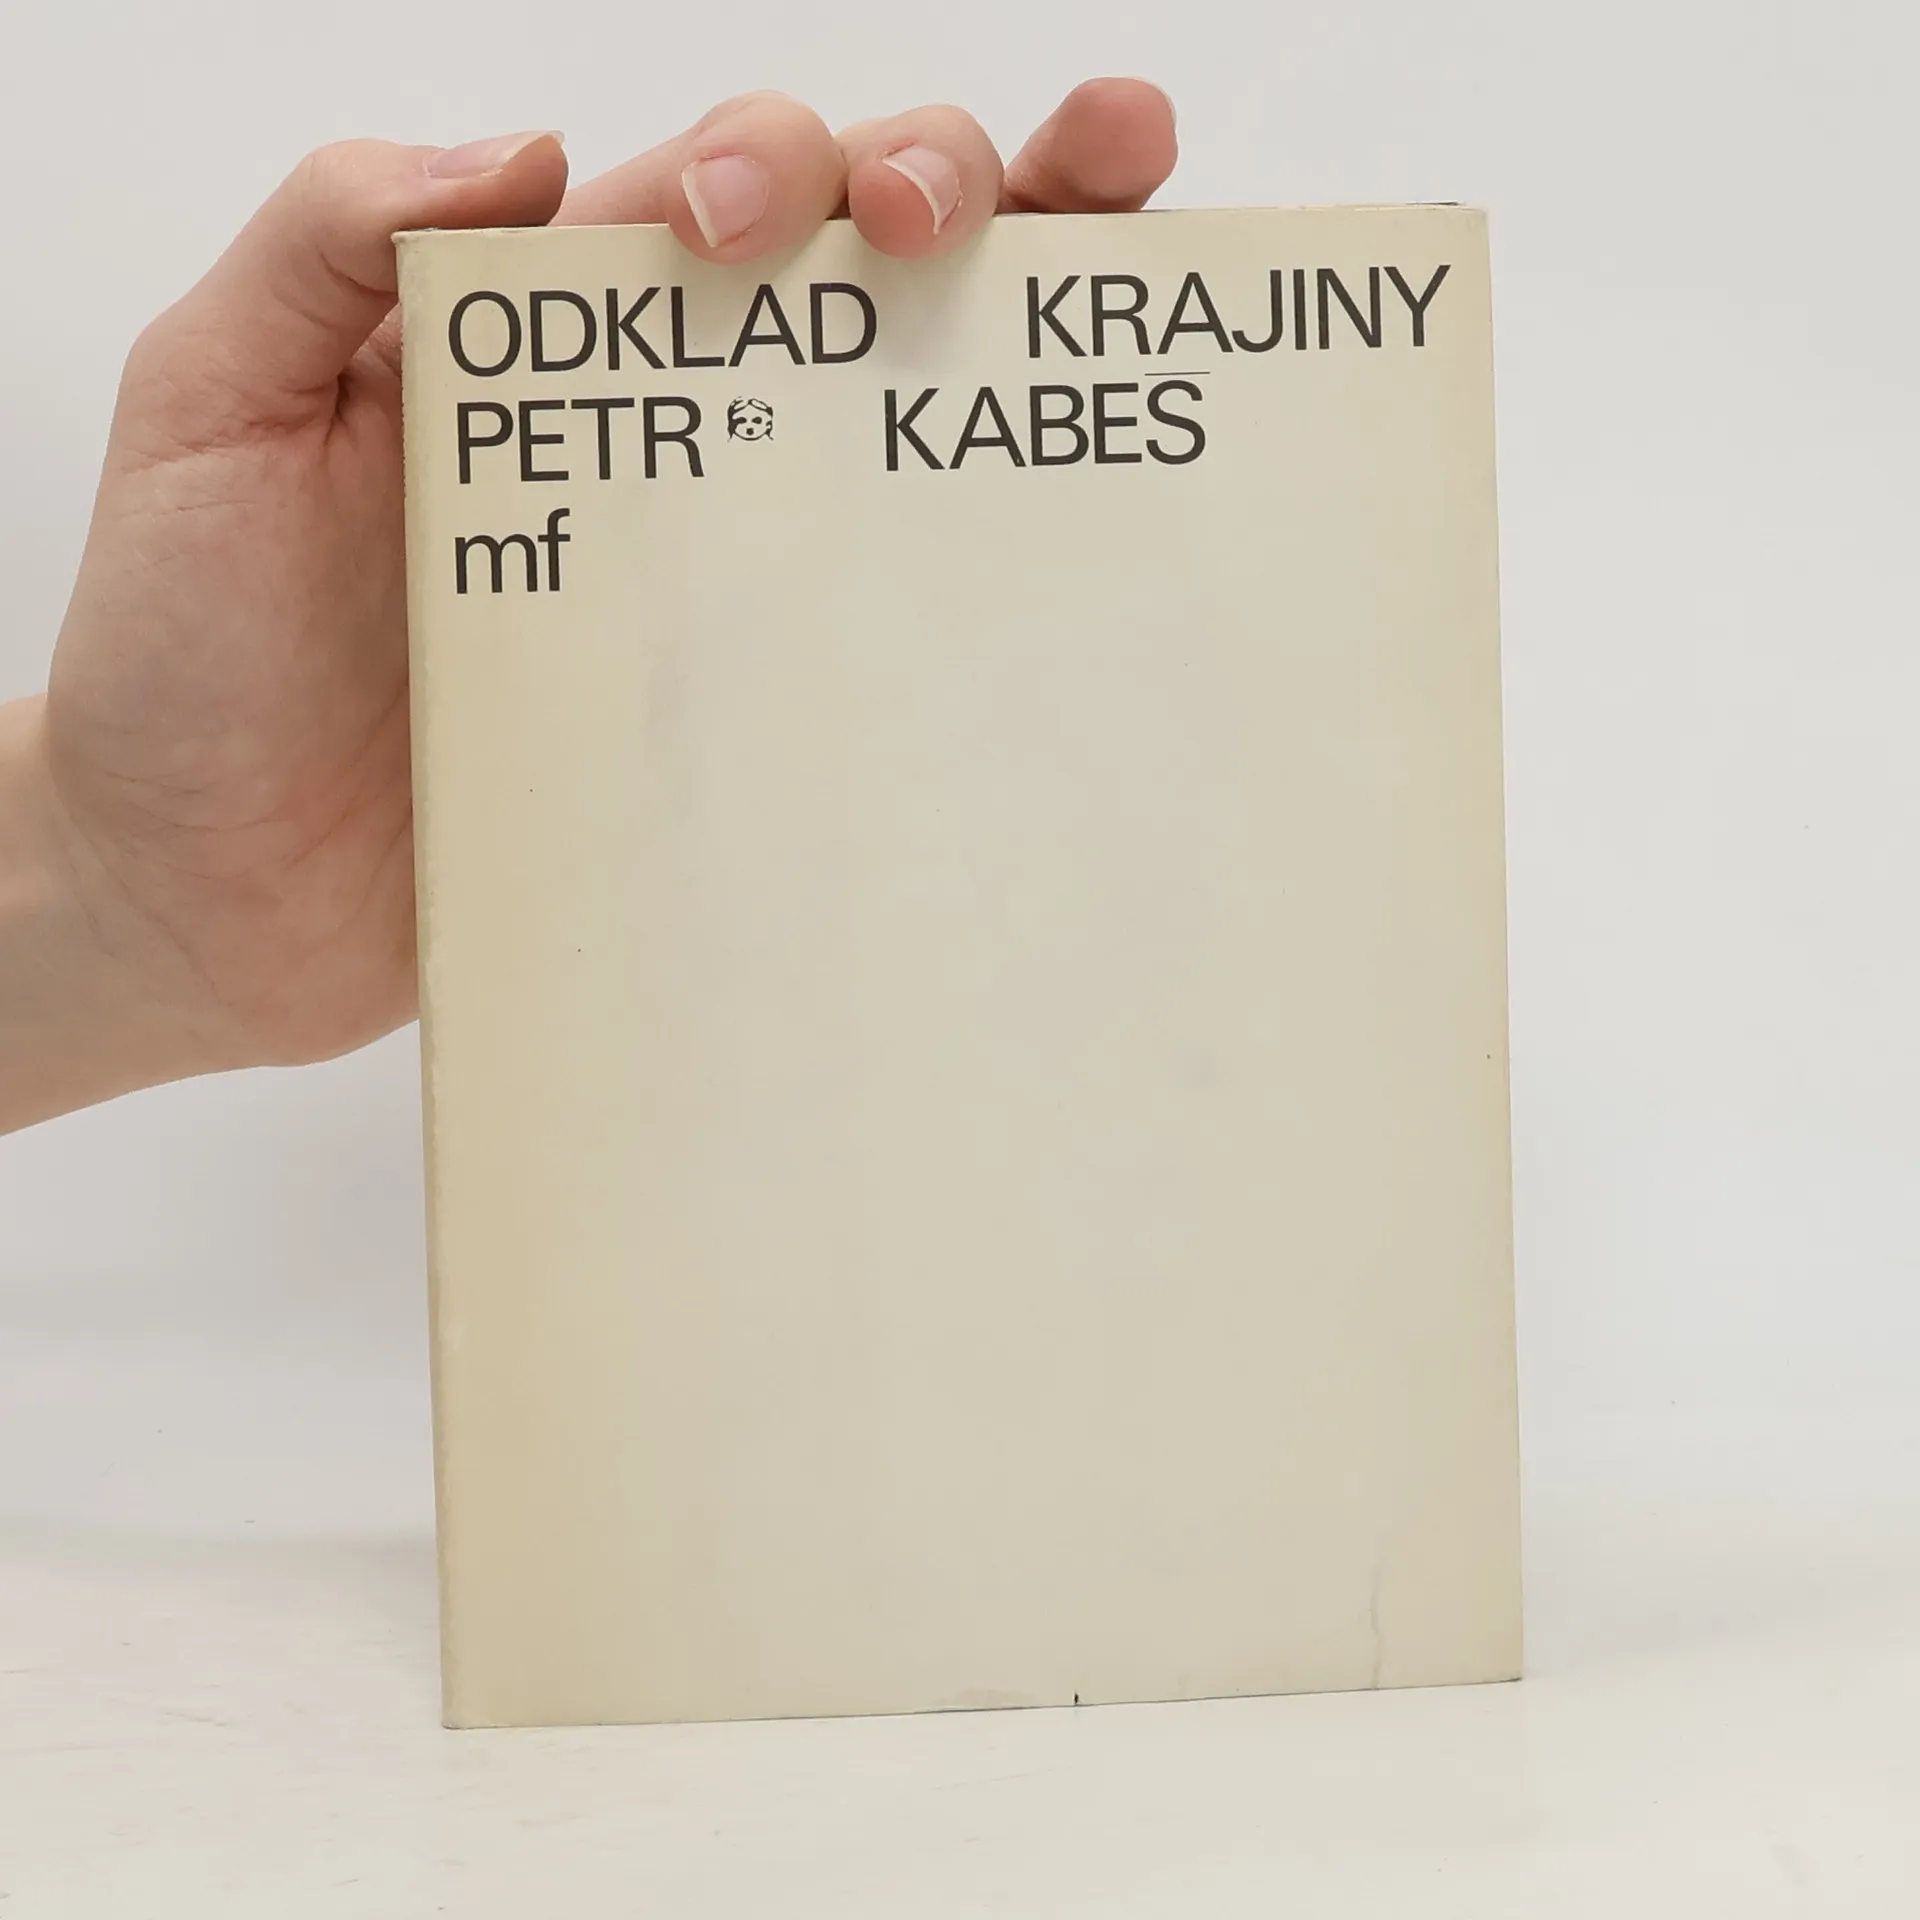 ODKLAD KRAJINY
PETR KABEŠ
mf